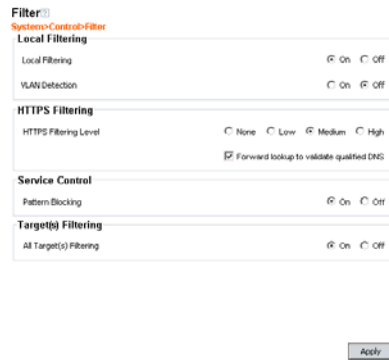 Filter
System>Control>Filter
Local Filtering
Local Filtering On Off
VLAN Detection On Off
HTTPS Filtering
HTTPS Filtering Level None Low Medium High
Forward lookup to validate qualified DNS
Service Control
Pattern Blocking On Off
Target(s) Filtering
All Target(s) Filtering On Off
Apply